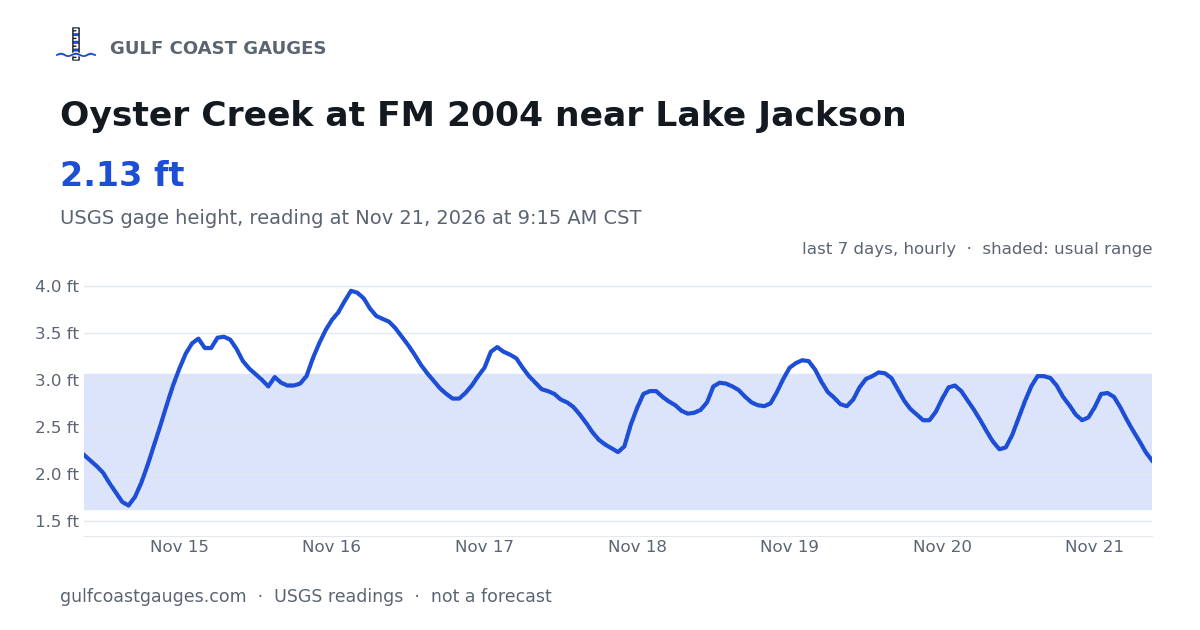 GULF COAST GAUGES
Oyster Creek at FM 2004 near Lake Jackson
2.13 ft
USGS gage height, reading at Nov 21, 2026 at 9:15 AM CST
last 7 days, hourly · shaded: usual range
4.0 ft
3.5 ft
3.0 ft
2.5 ft
2.0 ft
1.5 ft
Nov 15 Nov 16 Nov 17 Nov 18 Nov 19 Nov 20 Nov 21
gulfcoastgauges.com · USGS readings · not a forecast